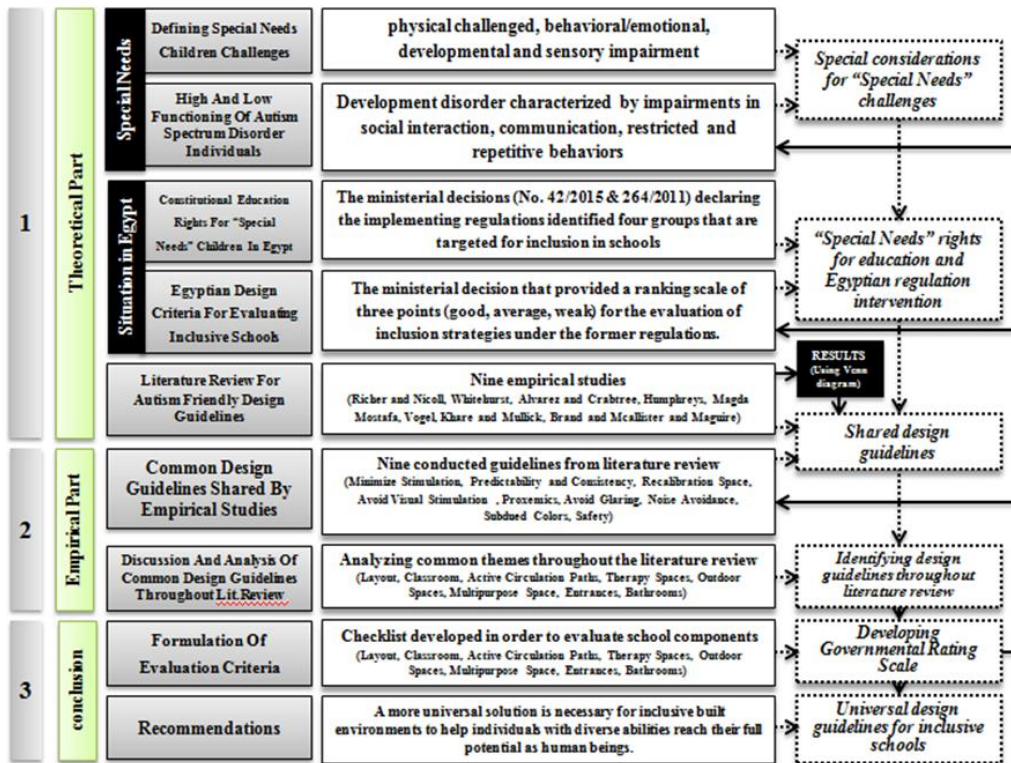 1
Theoretical Part
Special Needs
Defining Special Needs
Children Challenges
physical challenged, behavioral/emotional,
developmental and sensory impairment
Special considerations
for “Special Needs”
challenges
High And Low
Functioning Of Autism
Spectrum Disorder
Individuals
Development disorder characterized by impairments in
social interaction, communication, restricted and
repetitive behaviors
Situation in Egypt
Constitutional Education
Rights For “Special
Needs” Children In Egypt
The ministerial decisions (No. 42/2015 & 264/2011) declaring
the implementing regulations identified four groups that are
targeted for inclusion in schools
“Special Needs” rights
for education and
Egyptian regulation
intervention
Egyptian Design
Criteria For Evaluating
Inclusive Schools
The ministerial decision that provided a ranking scale of
three points (good, average, weak) for the evaluation of
inclusion strategies under the former regulations.
Literature Review For
Autism Friendly Design
Guidelines
Nine empirical studies
(Richer and Nicoll, Whitehurst, Alvarez and Crabtree, Humphreys, Magda
Mostafa, Vogel, Khare and Mullick, Brand and Mcallister and Maguire)
RESULTS
(Using Venn
diagram)
Shared design
guidelines
2
Empirical Part
Common Design
Guidelines Shared By
Empirical Studies
Nine conducted guidelines from literature review
(Minimize Stimulation, Predictability and Consistency, Recalibration Space,
Avoid Visual Stimulation , Proxemics, Avoid Glaring, Noise Avoidance,
Subdued Colors, Safety)
Discussion And Analysis Of
Common Design Guidelines
Throughout Lit.Review
Analyzing common themes throughout the literature review
(Layout, Classroom, Active Circulation Paths, Therapy Spaces, Outdoor
Spaces, Multipurpose Space, Entrances, Bathrooms)
Identifying design
guidelines throughout
literature review
3
conclusion
Formulation Of
Evaluation Criteria
Checklist developed in order to evaluate school components
(Layout, Classroom, Active Circulation Paths, Therapy Spaces, Outdoor
Spaces, Multipurpose Space, Entrances, Bathrooms)
Developing
Governmental Rating
Scale
Recommendations
A more universal solution is necessary for inclusive built
environments to help individuals with diverse abilities reach their full
potential as human beings.
Universal design
guidelines for inclusive
schools